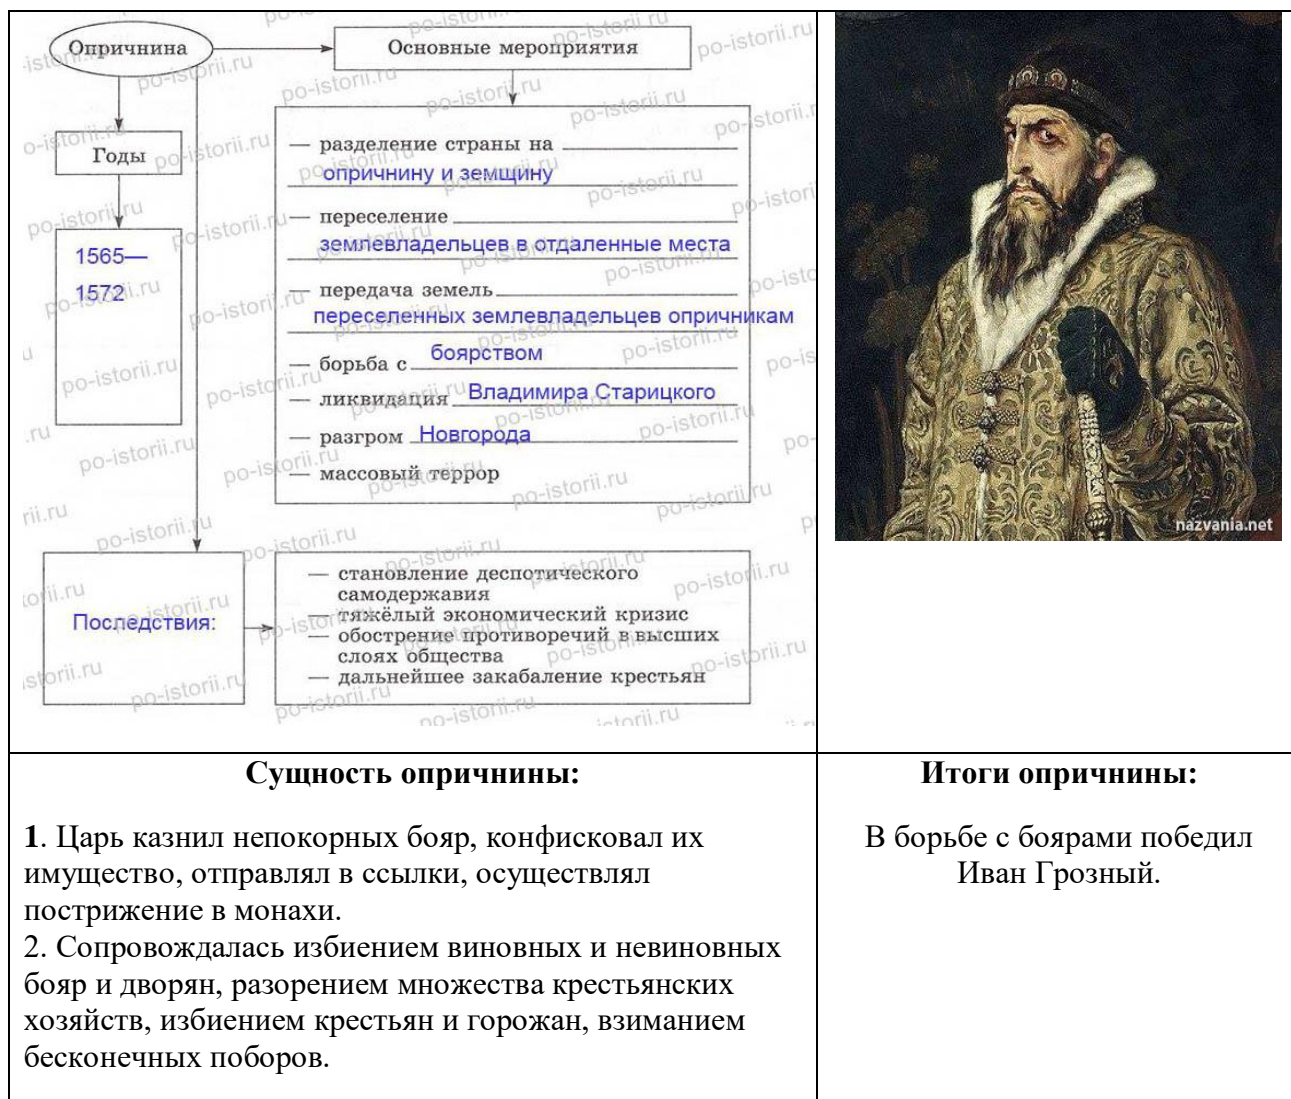 Опричнина
Основные мероприятия
Годы
1565—
1572
— разделение страны на
опричнину и земщину
— переселение
землевладельцев в отдаленные места
— передача земель
переселенных землевладельцев опричникам
— борьба с боярством
— ликвидация Владимира Старицкого
— разгром Новгорода
— массовый террор
Последствия:
— становление деспотического
самодержавия
— тяжёлый экономический кризис
— обострение противоречий в высших
слоях общества
— дальнейшее закабаление крестьян
po-istorii.ru
nazvania.net
Сущность опричнины:
1. Царь казнил непокорных бояр, конфисковал их
имущество, отправлял в ссылки, осуществлял
пострижение в монахи.
2. Сопровождалась избиением виновных и невиновных
бояр и дворян, разорением множества крестьянских
хозяйств, избиением крестьян и горожан, взиманием
бесконечных поборов.
Итоги опричнины:
В борьбе с боярами победил
Иван Грозный.